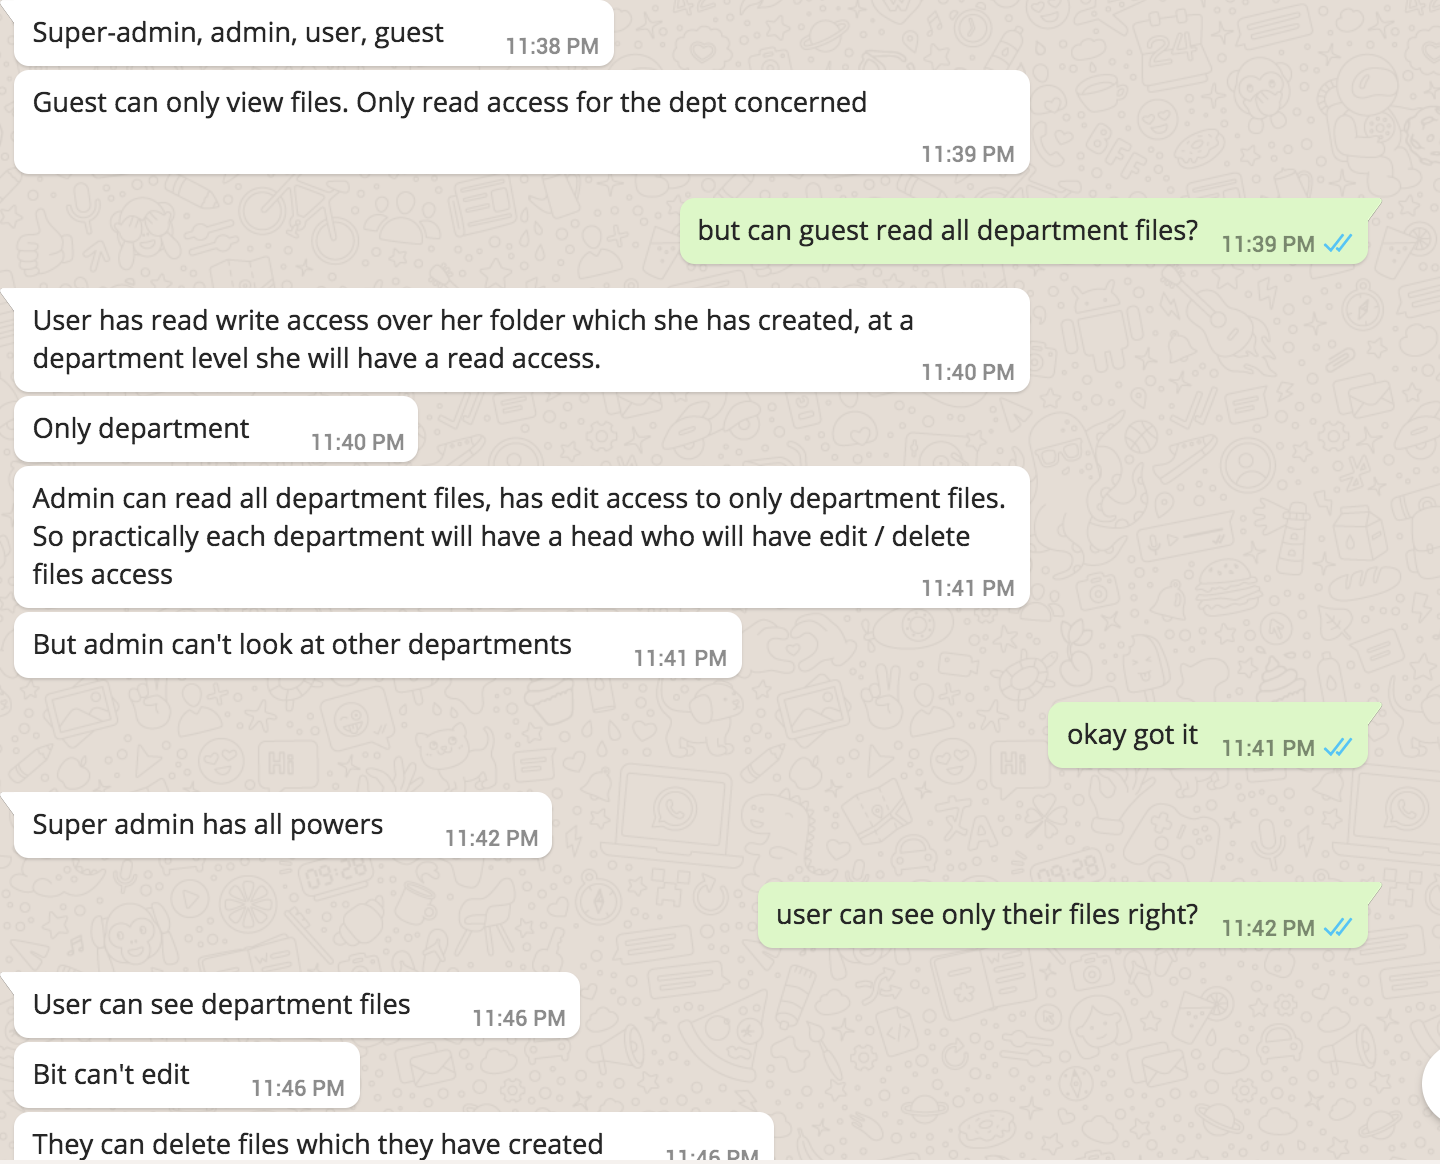 Super-admin, admin, user, guest 11:38 PM
Guest can only view files. Only read access for the dept concerned
11:39 PM
but can guest read all department files? 11:39 PM
User has read write access over her folder which she has created, at a
department level she will have a read access. 11:40 PM
Only department 11:40 PM
Admin can read all department files, has edit access to only department files.
So practically each department will have a head who will have edit / delete
files access 11:41 PM
But admin can't look at other departments 11:41 PM
okay got it 11:41 PM
Super admin has all powers 11:42 PM
user can see only their files right? 11:42 PM
User can see department files 11:46 PM
Bit can't edit 11:46 PM
They can delete files which they have created 11:46 PM